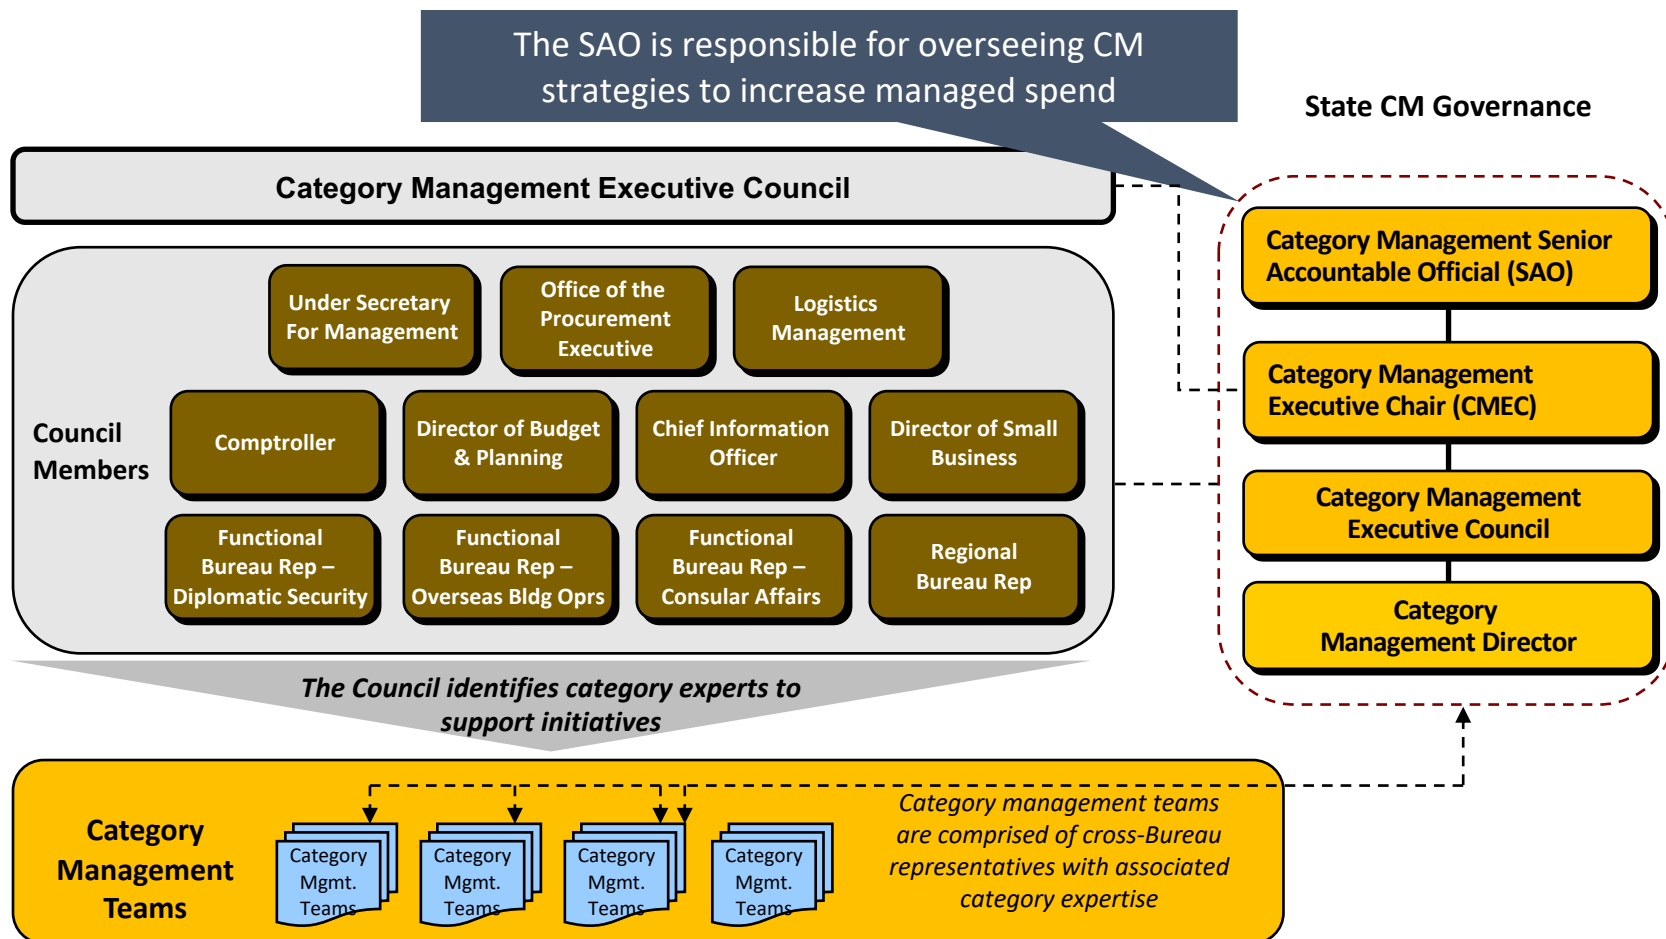 The SAO is responsible for overseeing CM
strategies to increase managed spend
State CM Governance
Category Management Executive Council
Category Management Senior
Accountable Official (SAO)
Category Management
Executive Chair (CMEC)
Category Management
Executive Council
Category
Management Director
Council
Members
Under Secretary
For Management
Office of the
Procurement
Executive
Logistics
Management
Comptroller
Director of Budget
& Planning
Chief Information
Officer
Director of Small
Business
Functional
Bureau Rep –
Diplomatic Security
Functional
Bureau Rep –
Overseas Bldg Oprs
Functional
Bureau Rep –
Consular Affairs
Regional
Bureau Rep
The Council identifies category experts to
support initiatives
Category
Management
Teams
Category
Mgmt.
Teams
Category
Mgmt.
Teams
Category
Mgmt.
Teams
Category
Mgmt.
Teams
Category management teams
are comprised of cross-Bureau
representatives with associated
category expertise